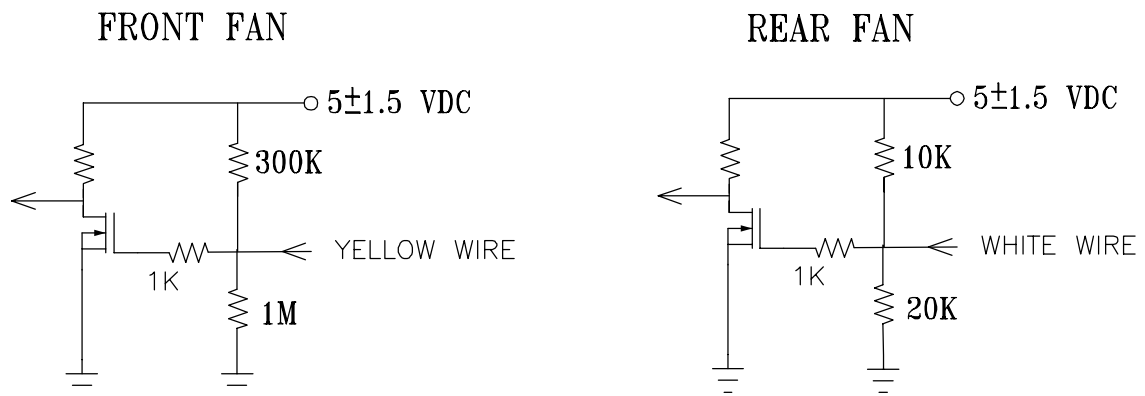 FRONT FAN
5±1.5 VDC
300K
YELLOW WIRE
1K
1M
REAR FAN
5±1.5 VDC
10K
WHITE WIRE
1K
20K